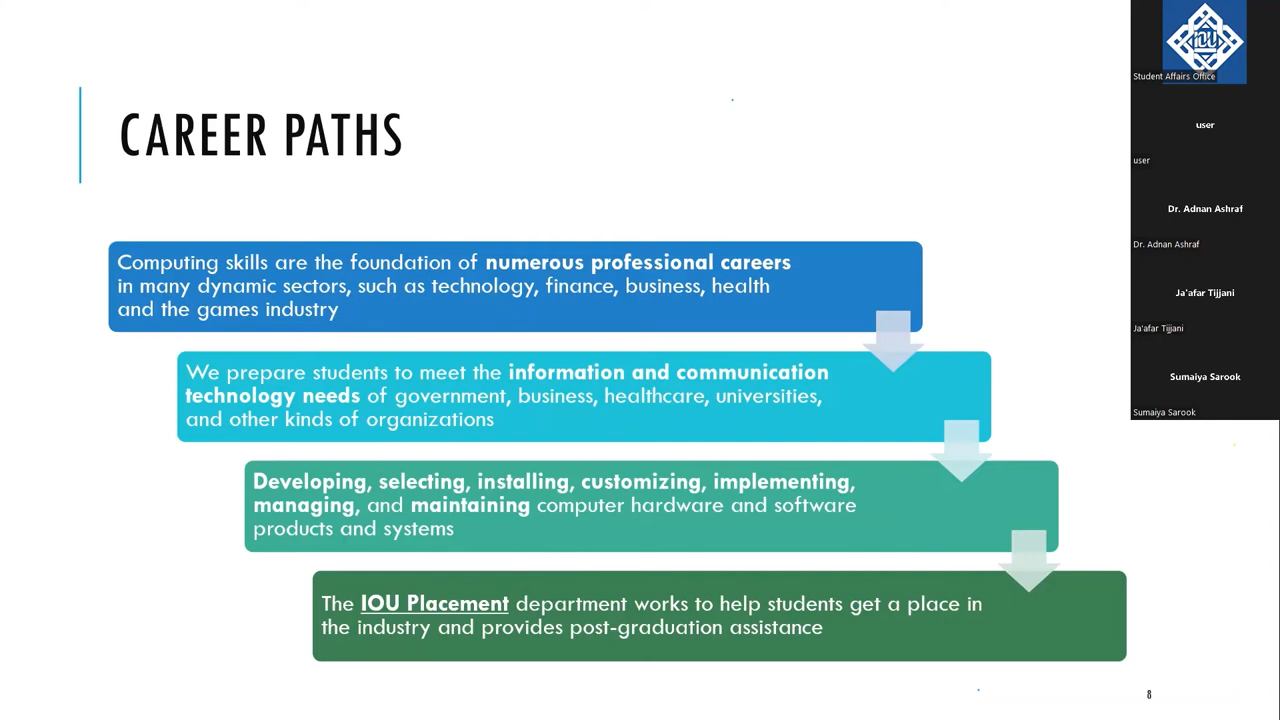 CAREER PATHS
Computing skills are the foundation of numerous professional careers
in many dynamic sectors, such as technology, finance, business, health
and the games industry
We prepare students to meet the information and communication
technology needs of government, business, healthcare, universities,
and other kinds of organizations
Developing, selecting, installing, customizing, implementing,
managing, and maintaining computer hardware and software
products and systems
The IOU Placement department works to help students get a place in
the industry and provides post-graduation assistance
8
IOU
Student Affairs Office
user
user
Dr. Adnan Ashraf
Dr. Adnan Ashraf
Ja'afar Tijjani
Ja'afar Tijjani
Sumaiya Sarook
Sumaiya Sarook